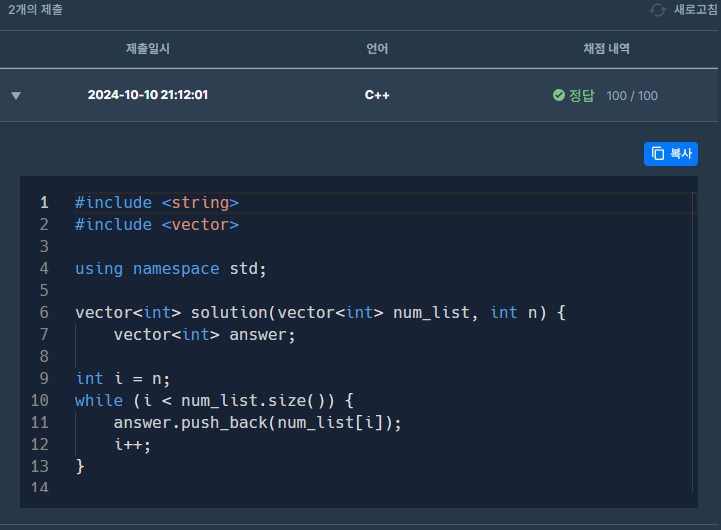 2개의 제출 새로고침
제출일시 언어 채점 내역
2024-10-10 21:12:01 C++ 정답 100 / 100
복사
1 #include <string>
2 #include <vector>
3
4 using namespace std;
5
6 vector<int> solution(vector<int> num_list, int n) {
7     vector<int> answer;
8
9 int i = n;
10 while (i < num_list.size()) {
11     answer.push_back(num_list[i]);
12     i++;
13 }
14